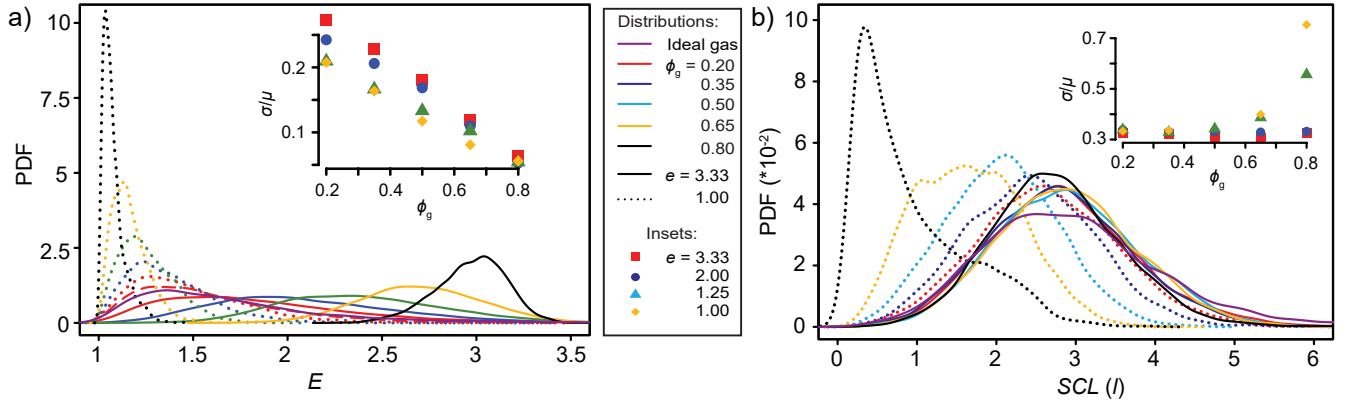 a)
10
7.5
5.0
2.5
0
PDF
1
1.5
2
2.5
3
3.5
E
0.2
0.1
σ/μ
0.2
0.4
0.6
0.8
ϕg
Distributions:
Ideal gas
ϕg = 0.20
0.35
0.50
0.65
0.80
e = 3.33
1.00
Insets:
e = 3.33
2.00
1.25
1.00
b)
10
8
6
4
2
0
PDF (*10-2)
0
1
2
3
4
5
6
SCL (l)
0.7
0.5
0.3
σ/μ
0.2
0.4
0.6
0.8
ϕg